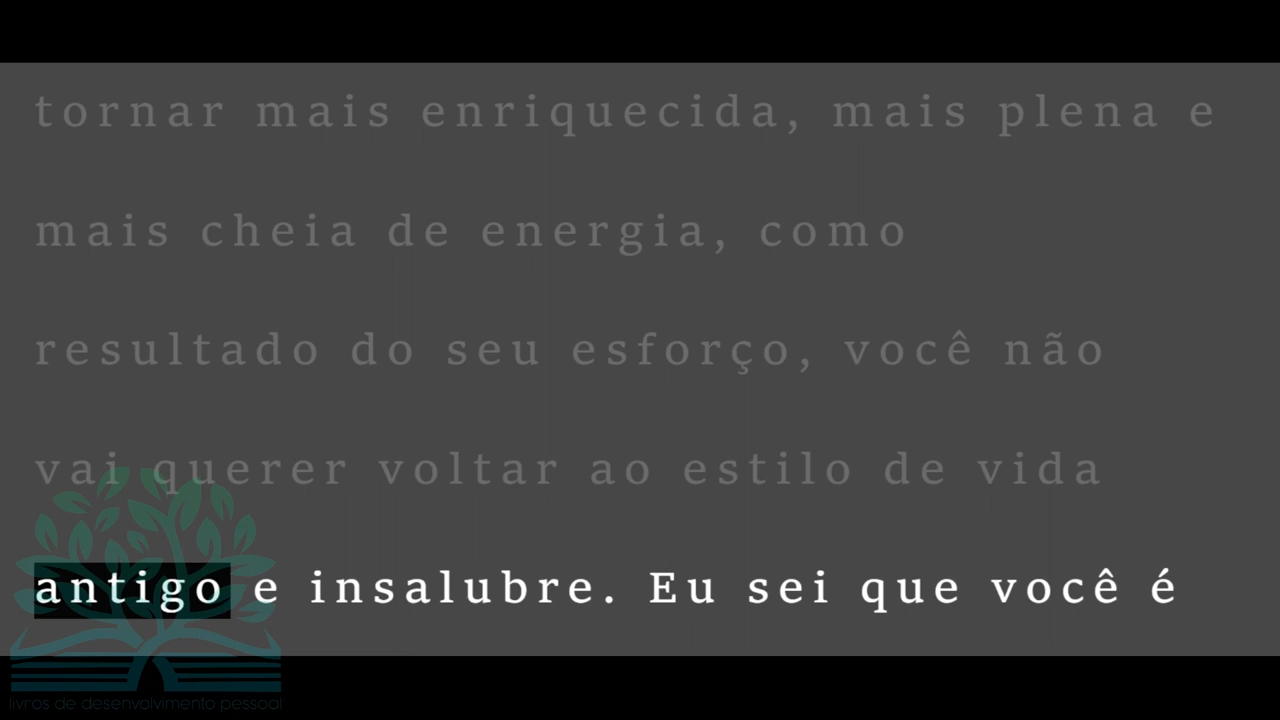 tornar mais enriquecida, mais plena e
mais cheia de energia, como
resultado do seu esforço, você não
vai querer voltar ao estilo de vida
antigo e insalubre. Eu sei que você é
livros de desenvolvimento pessoal